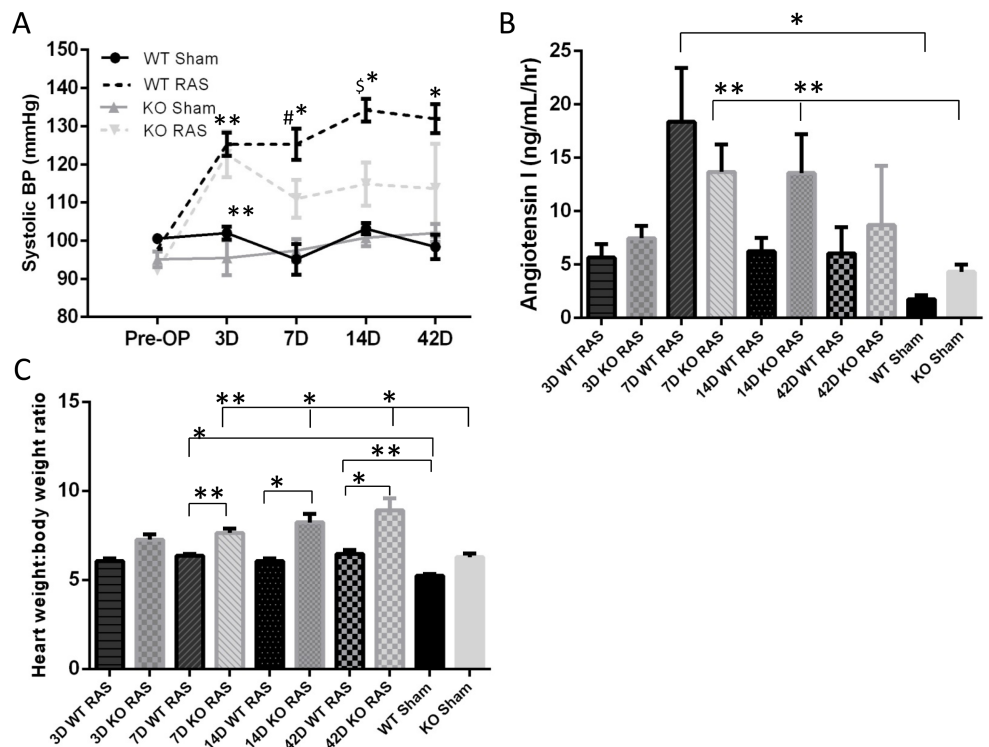 A
150
140
130
120
110
100
90
80
Systolic BP (mmHg)
WT Sham
WT RAS
KO Sham
KO RAS
**
#*
$*
*
**
Pre-OP 3D 7D 14D 42D
B
*
** **
25
20
15
10
5
0
Angiotensin I (ng/mL/hr)
3D WT RAS
3D KO RAS
7D WT RAS
7D KO RAS
14D WT RAS
14D KO RAS
42D WT RAS
42D KO RAS
WT Sham
KO Sham
C
15
10
5
0
Heart weight:body weight ratio
** * *
*
**
** * *
3D WT RAS
3D KO RAS
7D WT RAS
7D KO RAS
14D WT RAS
14D KO RAS
42D WT RAS
42D KO RAS
WT Sham
KO Sham